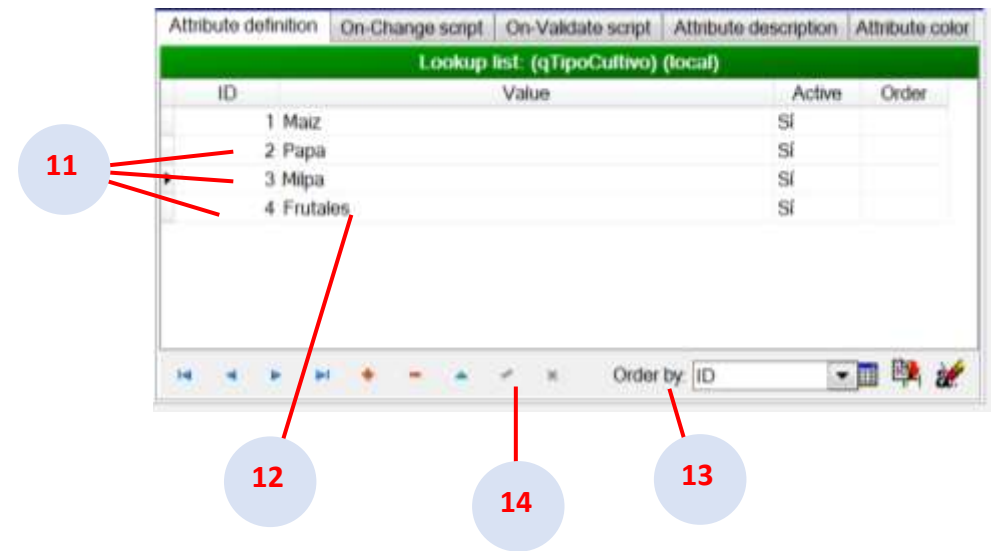 Attribute definition On-Change script On-Validate script Attribute description Attribute color
Lookup list: (qTipoCultivo) (local)
ID Value Active Order
1 Maiz Sí
2 Papa Sí
3 Milpa Sí
4 Frutales Sí
Order by: ID
11
12
14
13